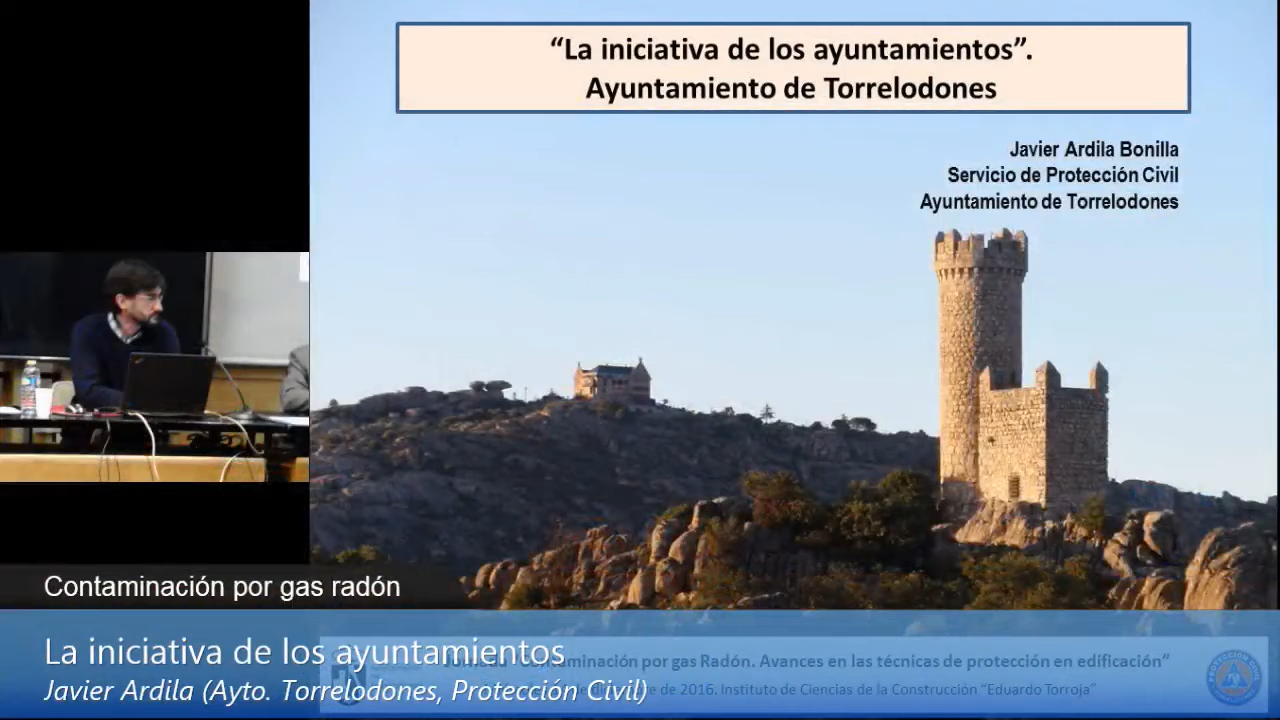 “La iniciativa de los ayuntamientos”.
Ayuntamiento de Torrelodones
Javier Ardila Bonilla
Servicio de Protección Civil
Ayuntamiento de Torrelodones
Contaminación por gas radón
La iniciativa de los ayuntamientos
Javier Ardila (Ayto. Torrelodones, Protección Civil)
por gas Radón. Avances en las técnicas de protección en edificación”
de 2016. Instituto de Ciencias de la Construcción “Eduardo Torroja”
PROTECCIÓN CIVIL